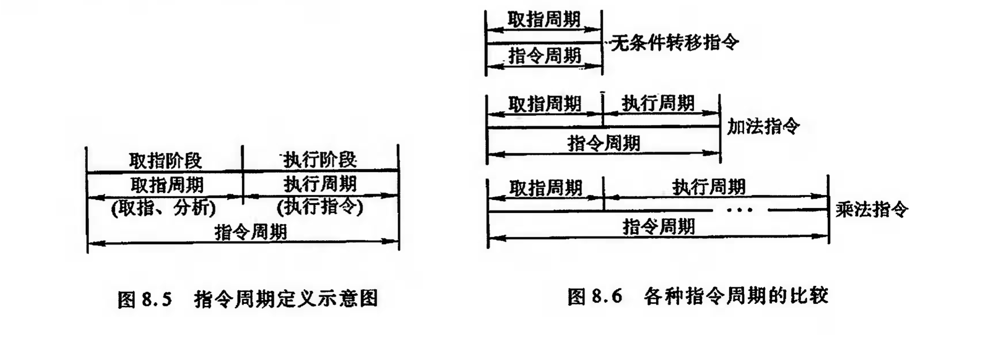 取指阶段 执行阶段
取指周期 执行周期
(取指、分析) (执行指令)
指令周期
图8.5 指令周期定义示意图
取指周期
无条件转移指令
指令周期
取指周期 执行周期
加法指令
指令周期
取指周期 执行周期
··· 乘法指令
指令周期
图8.6 各种指令周期的比较